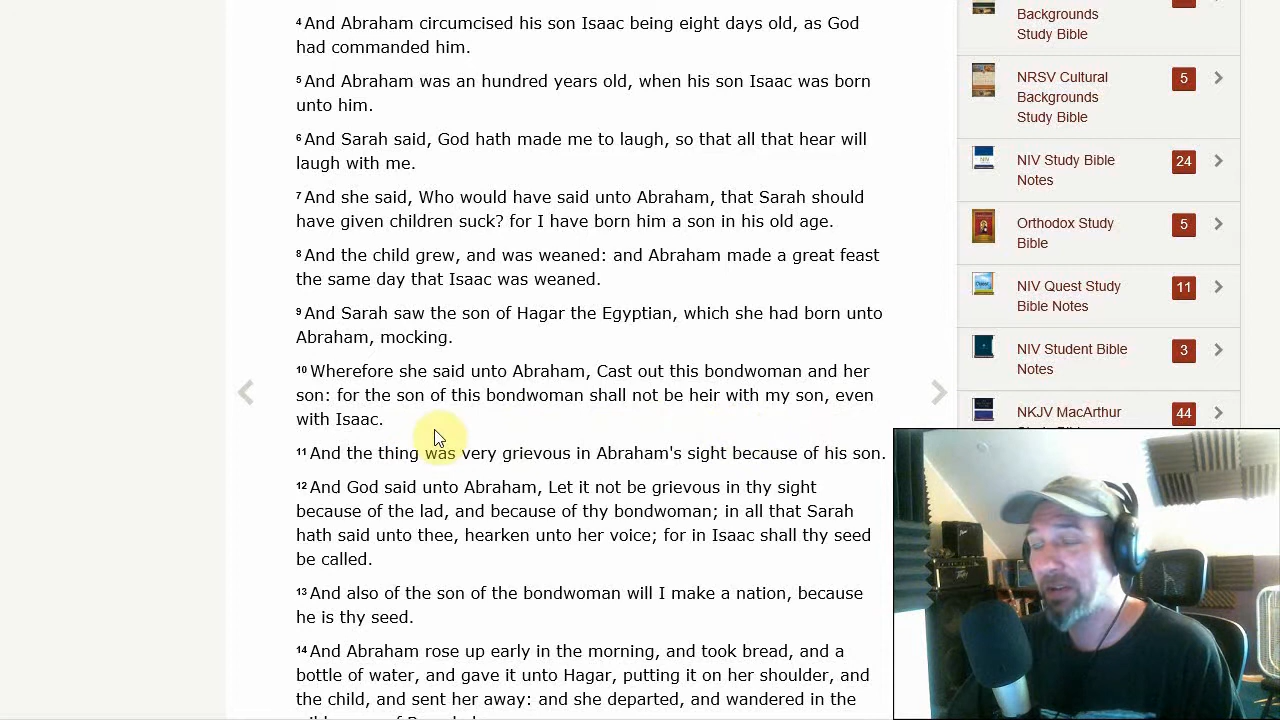 4 And Abraham circumcised his son Isaac being eight days old, as God
had commanded him.
5 And Abraham was an hundred years old, when his son Isaac was born
unto him.
6 And Sarah said, God hath made me to laugh, so that all that hear will
laugh with me.
7 And she said, Who would have said unto Abraham, that Sarah should
have given children suck? for I have born him a son in his old age.
8 And the child grew, and was weaned: and Abraham made a great feast
the same day that Isaac was weaned.
9 And Sarah saw the son of Hagar the Egyptian, which she had born unto
Abraham, mocking.
10 Wherefore she said unto Abraham, Cast out this bondwoman and her
son: for the son of this bondwoman shall not be heir with my son, even
with Isaac.
11 And the thing was very grievous in Abraham's sight because of his son.
12 And God said unto Abraham, Let it not be grievous in thy sight
because of the lad, and because of thy bondwoman; in all that Sarah
hath said unto thee, hearken unto her voice; for in Isaac shall thy seed
be called.
13 And also of the son of the bondwoman will I make a nation, because
he is thy seed.
14 And Abraham rose up early in the morning, and took bread, and a
bottle of water, and gave it unto Hagar, putting it on her shoulder, and
the child, and sent her away: and she departed, and wandered in the
Backgrounds
Study Bible
NRSV Cultural
Backgrounds
Study Bible
5
NIV Study Bible
Notes
24
Orthodox Study
Bible
5
NIV Quest Study
Bible Notes
11
NIV Student Bible
Notes
3
NKJV MacArthur
44